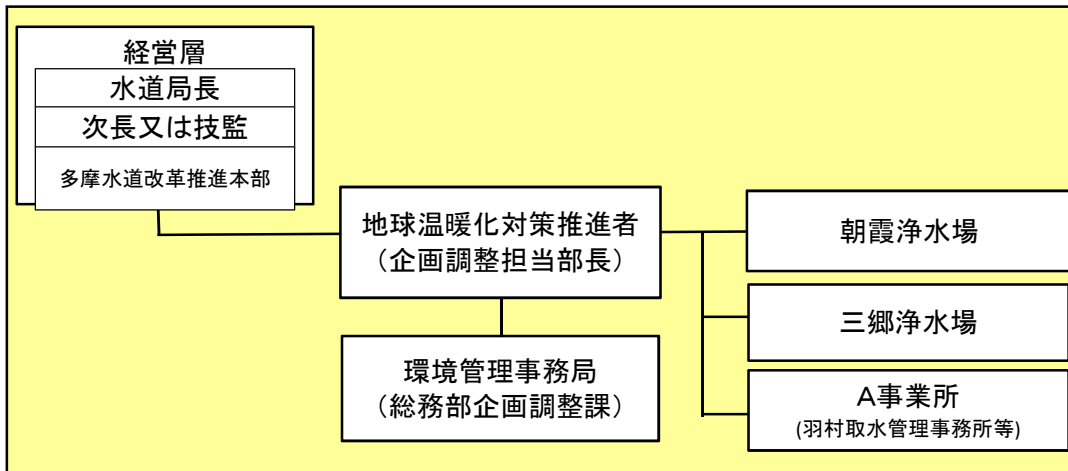 経営層
水道局長
次長又は技監
多摩水道改革推進本部
地球温暖化対策推進者
（企画調整担当部長）
環境管理事務局
（総務部企画調整課）
朝霞浄水場
三郷浄水場
A事業所
(羽村取水管理事務所等)